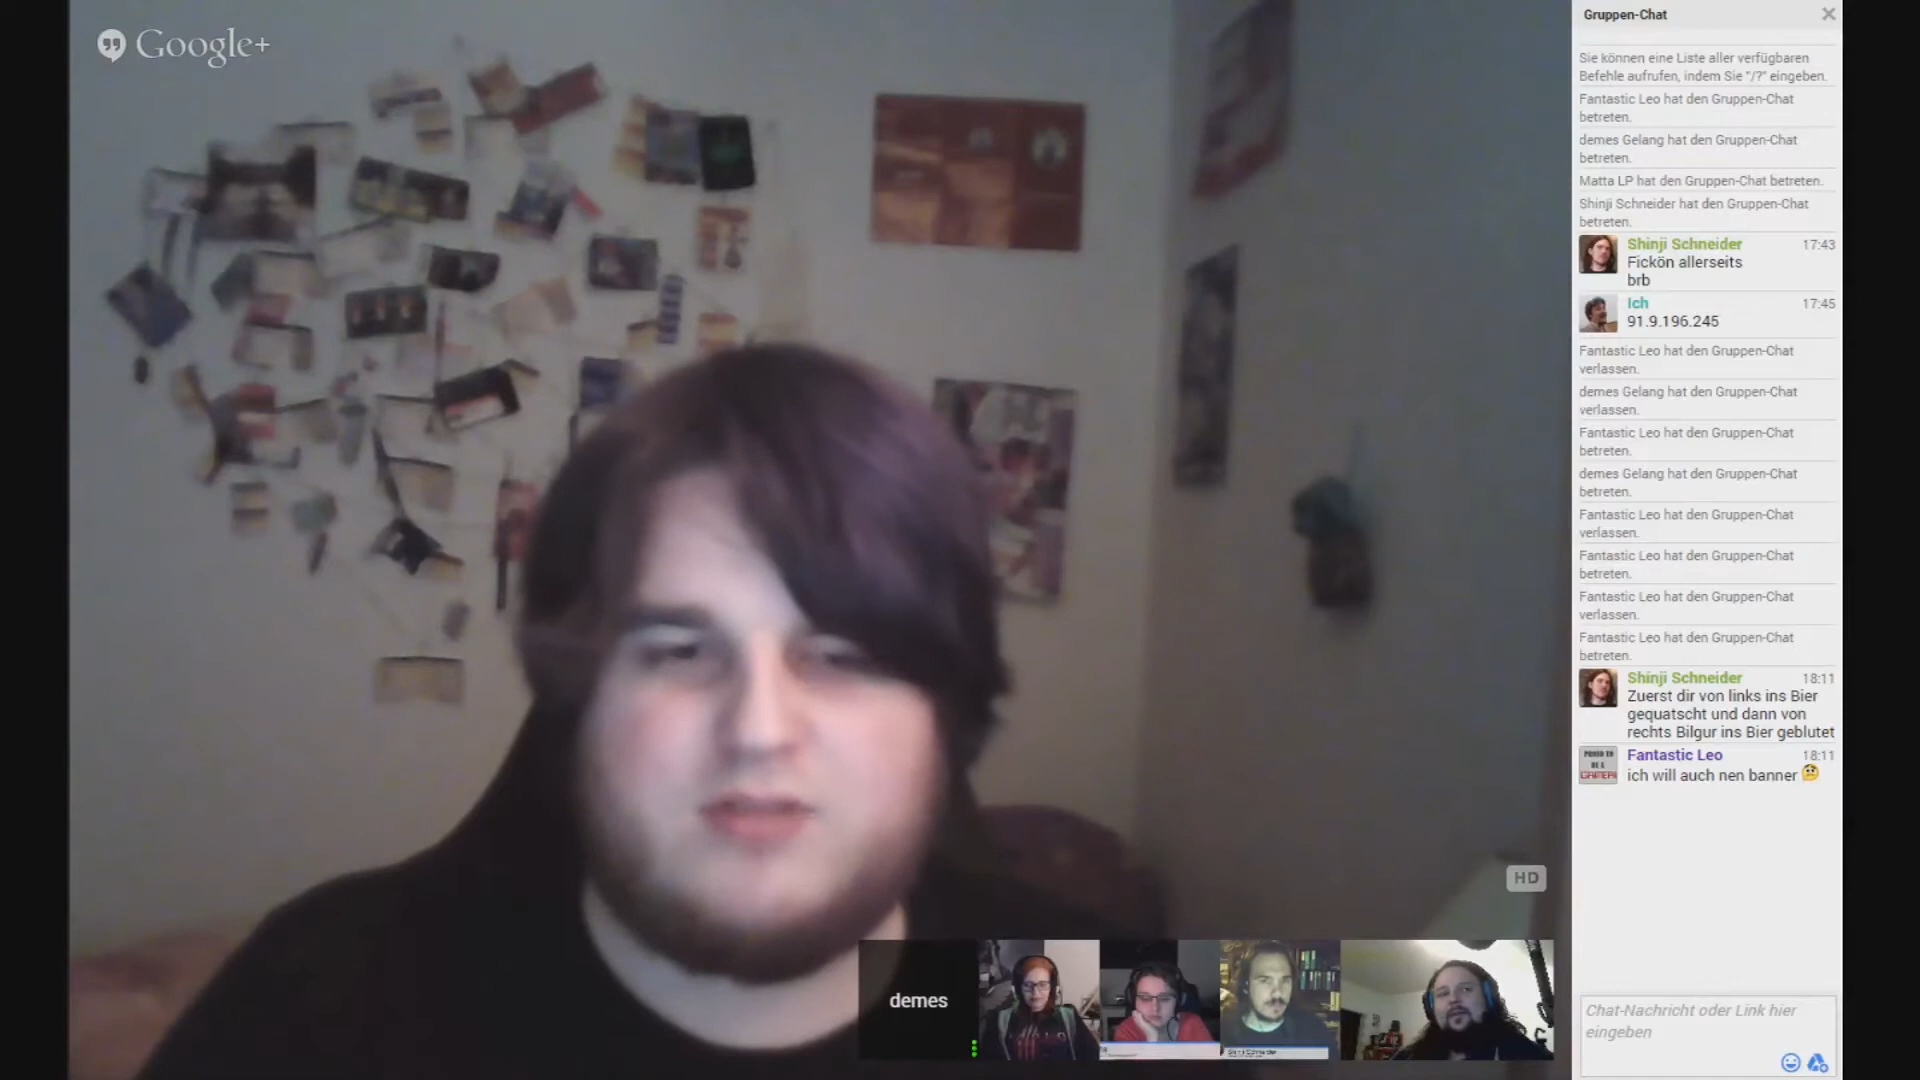 Google+
Gruppen-Chat
Sie können eine Liste aller verfügbaren
Befehle aufrufen, indem Sie "/?" eingeben.
Fantastic Leo hat den Gruppen-Chat
betreten.
demes Gelang hat den Gruppen-Chat
betreten.
Matta LP hat den Gruppen-Chat betreten.
Shinji Schneider hat den Gruppen-Chat
betreten.
Shinji Schneider 17:43
Fickön allerseits
brb
Ich 17:45
91.9.196.245
Fantastic Leo hat den Gruppen-Chat
verlassen.
demes Gelang hat den Gruppen-Chat
verlassen.
Fantastic Leo hat den Gruppen-Chat
betreten.
demes Gelang hat den Gruppen-Chat
betreten.
Fantastic Leo hat den Gruppen-Chat
verlassen.
Fantastic Leo hat den Gruppen-Chat
betreten.
Fantastic Leo hat den Gruppen-Chat
verlassen.
Fantastic Leo hat den Gruppen-Chat
betreten.
Shinji Schneider 18:11
Zuerst dir von links ins Bier
gequatscht und dann von
rechts Bilgur ins Bier geblutet
PROUD TO
BE A
GAMER!
Fantastic Leo 18:11
ich will auch nen banner
HD
demes
Shinji Schneider
Chat-Nachricht oder Link hier
eingeben